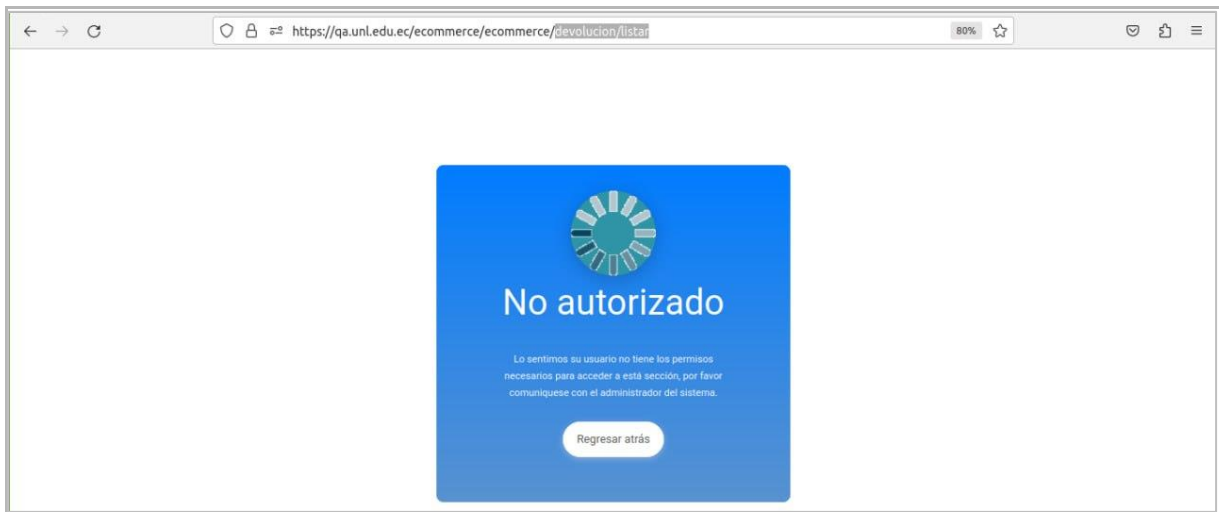 https://qa.unl.edu.ec/ecommerce/ecommerce/devolucion/listar
80%
No autorizado
Lo sentimos su usuario no tiene los permisos
necesarios para acceder a está sección, por favor
comuniquese con el administrador del sistema.
Regresar atrás